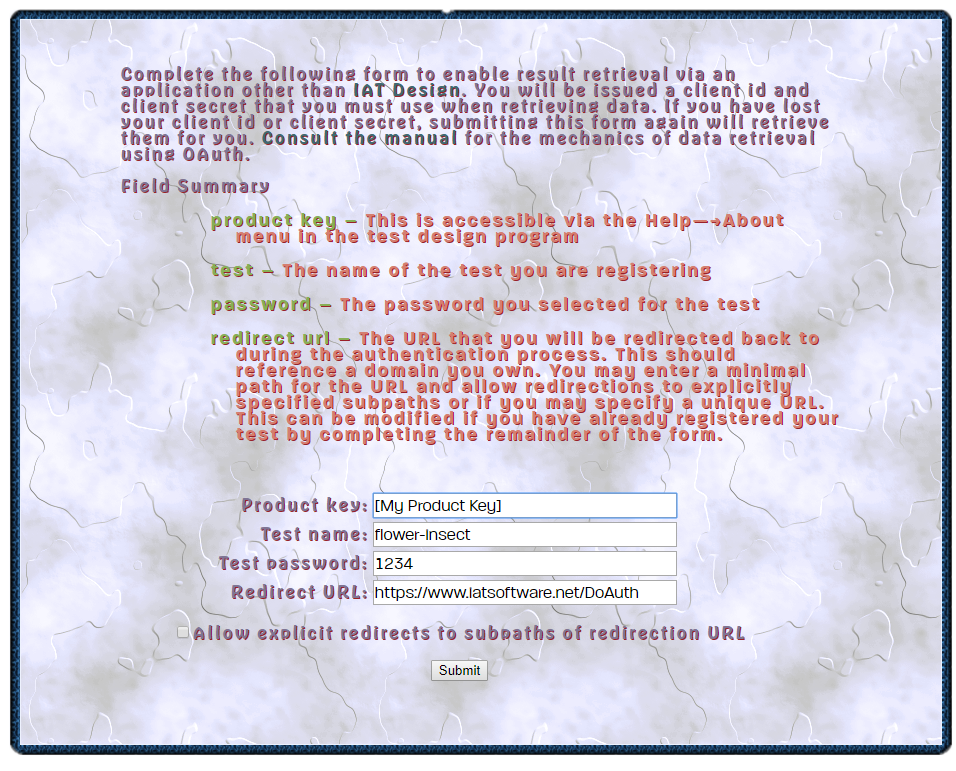 Complete the following form to enable result retrieval via an
application other than IAT Design. You will be issued a client id and
client secret that you must use when retrieving data. If you have lost
your client id or client secret, submitting this form again will retrieve
them for you. Consult the manual for the mechanics of data retrieval
using OAuth.
Field Summary
product key — This is accessible via the Help—→About
menu in the test design program
test — The name of the test you are registering
password — The password you selected for the test
redirect url — The URL that you will be redirected back to
during the authentication process. This should
reference a domain you own. You may enter a minimal
path for the URL and allow redirections to explicitly
specified subpaths or if you may specify a unique URL.
This can be modified if you have already registered your
test by completing the remainder of the form.
Product key: [My Product Key]
Test name: flower-insect
Test password: 1234
Redirect URL: https://www.iatsoftware.net/DoAuth
Allow explicit redirects to subpaths of redirection URL
Submit